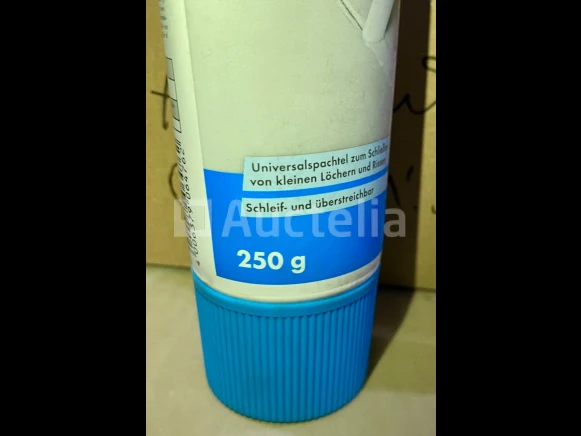 Universalspachtel zum Schließen
von kleinen Löchern und Rissen
Schleif- und überstreichbar
Auctelia
250 g